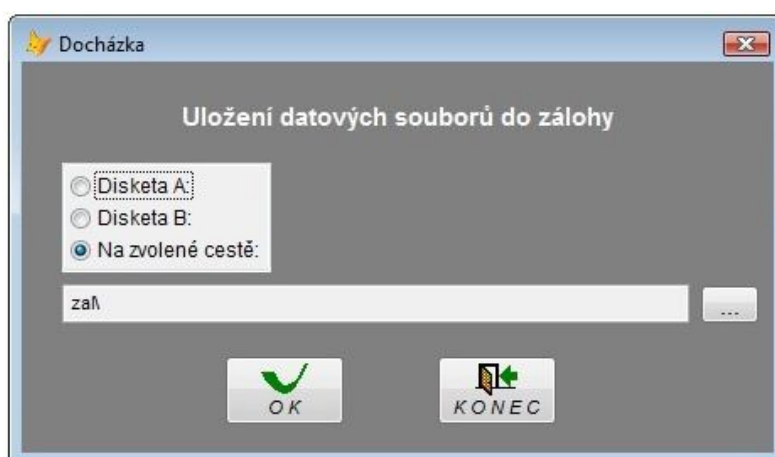 Docházka
Uložení datových souborů do zálohy
Disketa A:
Disketa B:
Na zvolené cestě:
zal\
...
OK
KONEC